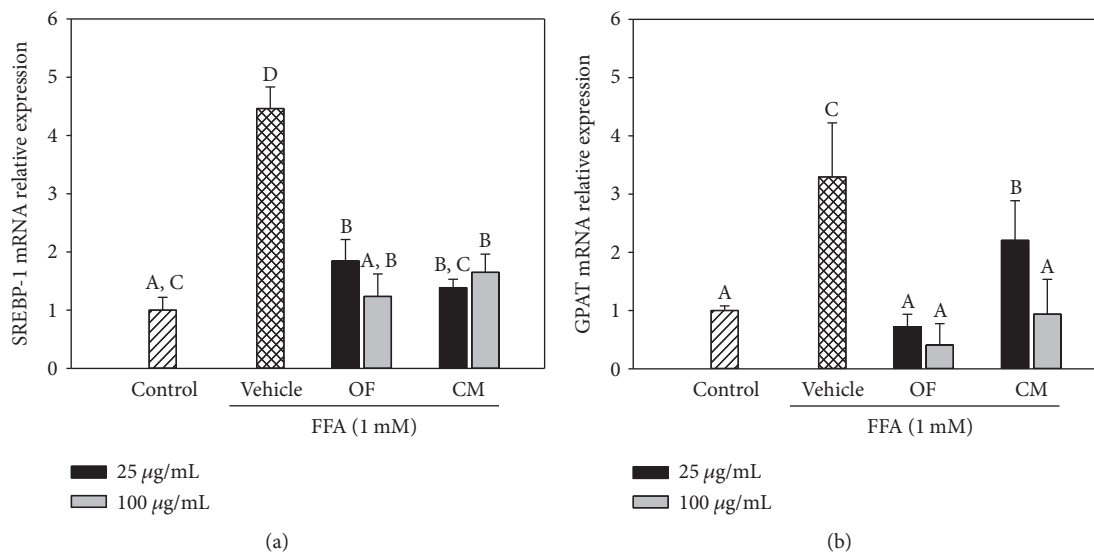 SREBP-1 mRNA relative expression
6
5
4
3
2
1
0
A, C
D
B
A, B
B, C
B
Control
Vehicle
OF
CM
FFA (1 mM)
25 μg/mL
100 μg/mL
(a)
GPAT mRNA relative expression
6
5
4
3
2
1
0
A
C
A
A
B
A
Control
Vehicle
OF
CM
FFA (1 mM)
25 μg/mL
100 μg/mL
(b)